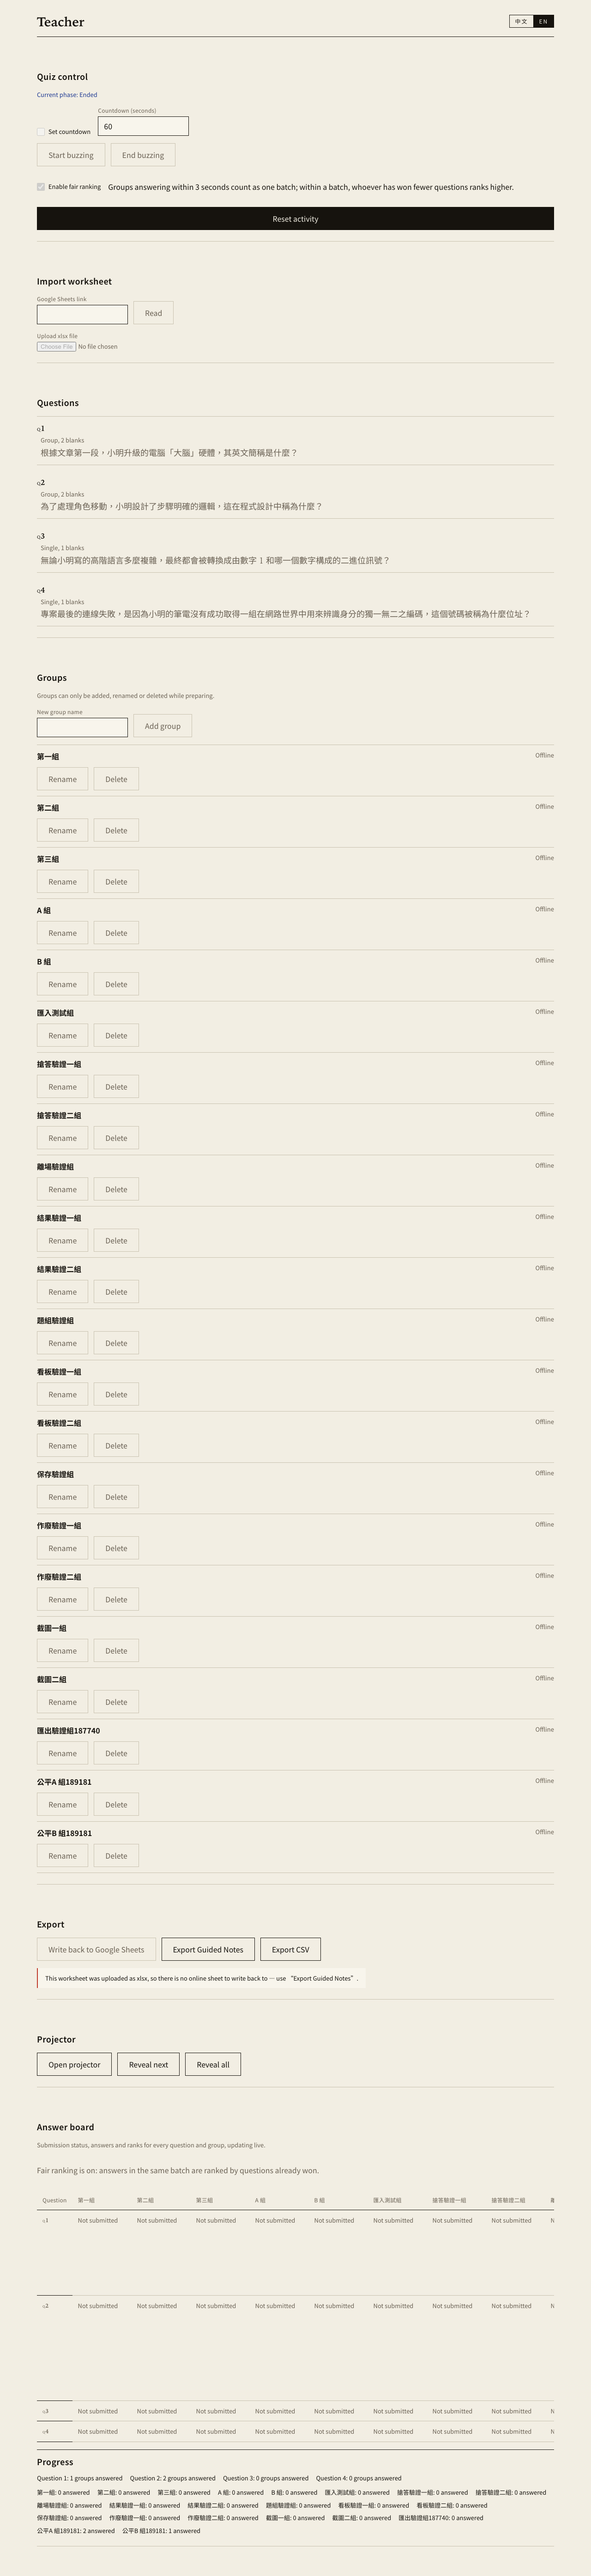 Teacher
中文 EN
Quiz control
Current phase: Ended
Countdown (seconds)
Set countdown 60
Start buzzing End buzzing
Enable fair ranking Groups answering within 3 seconds count as one batch; within a batch, whoever has won fewer questions ranks higher.
Reset activity
Import worksheet
Google Sheets link
Read
Upload xlsx file
Choose File No file chosen
Questions
Q1
Group, 2 blanks
根據文章第一段，小明升級的電腦「大腦」硬體，其英文簡稱是什麼？
Q2
Group, 2 blanks
為了處理角色移動，小明設計了步驟明確的邏輯，這在程式設計中稱為什麼？
Q3
Single, 1 blanks
無論小明寫的高階語言多麼複雜，最終都會被轉換成由數字 1 和哪一個數字構成的二進位訊號？
Q4
Single, 1 blanks
專案最後的連線失敗，是因為小明的筆電沒有成功取得一組在網路世界中用來辨識身分的獨一無二之編碼，這個號碼被稱為什麼位址？
Groups
Groups can only be added, renamed or deleted while preparing.
New group name
Add group
第一組 Offline
Rename Delete
第二組 Offline
Rename Delete
第三組 Offline
Rename Delete
A 組 Offline
Rename Delete
B 組 Offline
Rename Delete
匯入測試組 Offline
Rename Delete
搶答驗證一組 Offline
Rename Delete
搶答驗證二組 Offline
Rename Delete
離場驗證組 Offline
Rename Delete
結果驗證一組 Offline
Rename Delete
結果驗證二組 Offline
Rename Delete
題組驗證組 Offline
Rename Delete
看板驗證一組 Offline
Rename Delete
看板驗證二組 Offline
Rename Delete
保存驗證組 Offline
Rename Delete
作廢驗證一組 Offline
Rename Delete
作廢驗證二組 Offline
Rename Delete
截圖一組 Offline
Rename Delete
截圖二組 Offline
Rename Delete
匯出驗證組187740 Offline
Rename Delete
公平A 組189181 Offline
Rename Delete
公平B 組189181 Offline
Rename Delete
Export
Write back to Google Sheets Export Guided Notes Export CSV
This worksheet was uploaded as xlsx, so there is no online sheet to write back to — use “Export Guided Notes”.
Projector
Open projector Reveal next Reveal all
Answer board
Submission status, answers and ranks for every question and group, updating live.
Fair ranking is on: answers in the same batch are ranked by questions already won.
Question 第一組 第二組 第三組 A 組 B 組 匯入測試組 搶答驗證一組 搶答驗證二組
Q1 Not submitted Not submitted Not submitted Not submitted Not submitted Not submitted Not submitted Not submitted N
Q2 Not submitted Not submitted Not submitted Not submitted Not submitted Not submitted Not submitted Not submitted N
Q3 Not submitted Not submitted Not submitted Not submitted Not submitted Not submitted Not submitted Not submitted N
Q4 Not submitted Not submitted Not submitted Not submitted Not submitted Not submitted Not submitted Not submitted N
Progress
Question 1: 1 groups answered Question 2: 2 groups answered Question 3: 0 groups answered Question 4: 0 groups answered
第一組: 0 answered 第二組: 0 answered 第三組: 0 answered A 組: 0 answered B 組: 0 answered 匯入測試組: 0 answered 搶答驗證一組: 0 answered 搶答驗證二組: 0 answered
離場驗證組: 0 answered 結果驗證一組: 0 answered 結果驗證二組: 0 answered 題組驗證組: 0 answered 看板驗證一組: 0 answered 看板驗證二組: 0 answered
保存驗證組: 0 answered 作廢驗證一組: 0 answered 作廢驗證二組: 0 answered 截圖一組: 0 answered 截圖二組: 0 answered 匯出驗證組187740: 0 answered
公平A 組189181: 2 answered 公平B 組189181: 1 answered